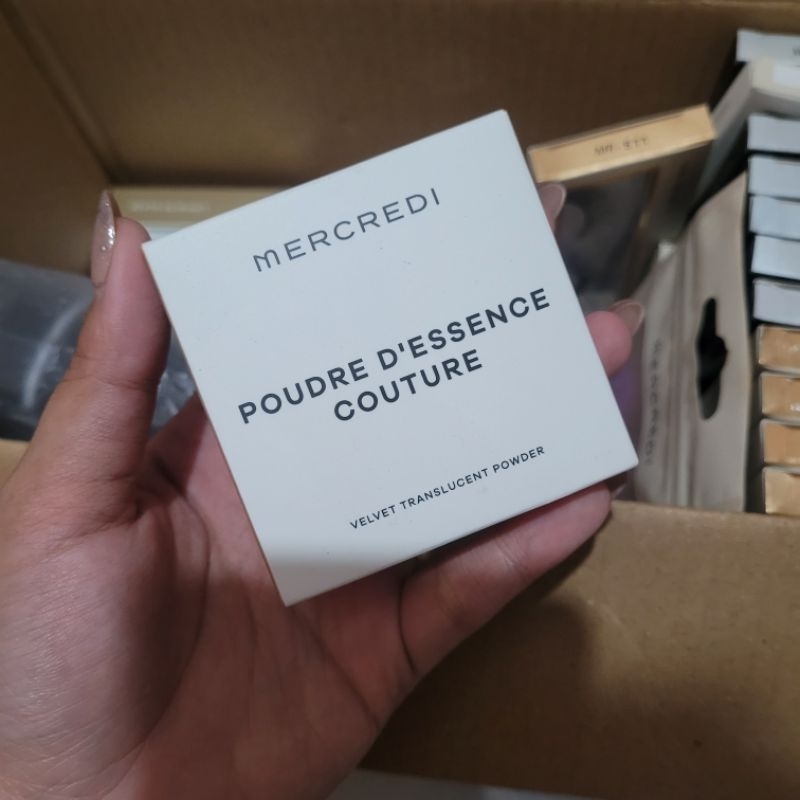 MERCREDI
POUDRE D'ESSENCE
COUTURE
VELVET TRANSLUCENT POWDER